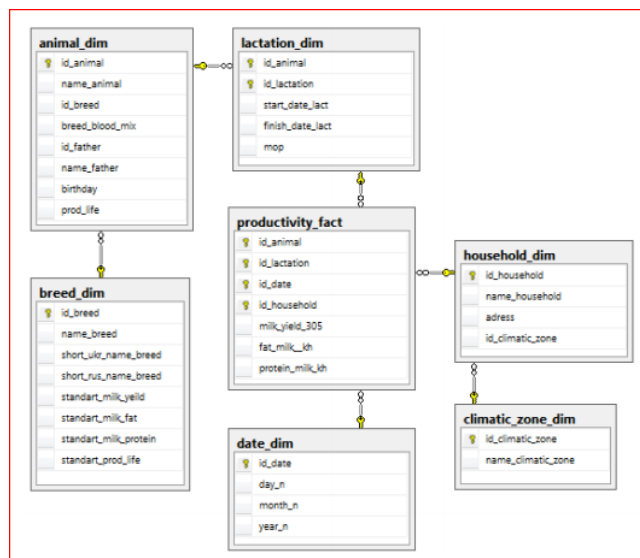 animal_dim
id_animal
name_animal
id_breed
breed_blood_mix
id_father
name_father
birthday
prod_life
lactation_dim
id_animal
id_lactation
start_date_lact
finish_date_lact
mop
productivity_fact
id_animal
id_lactation
id_date
id_household
milk_yield_305
fat_milk__kh
protein_milk_kh
household_dim
id_household
name_household
adress
id_climatic_zone
breed_dim
id_breed
name_breed
short_ukr_name_breed
short_rus_name_breed
standart_milk_yeild
standart_milk_fat
standart_milk_protein
standart_prod_life
date_dim
id_date
day_n
month_n
year_n
climatic_zone_dim
id_climatic_zone
name_climatic_zone